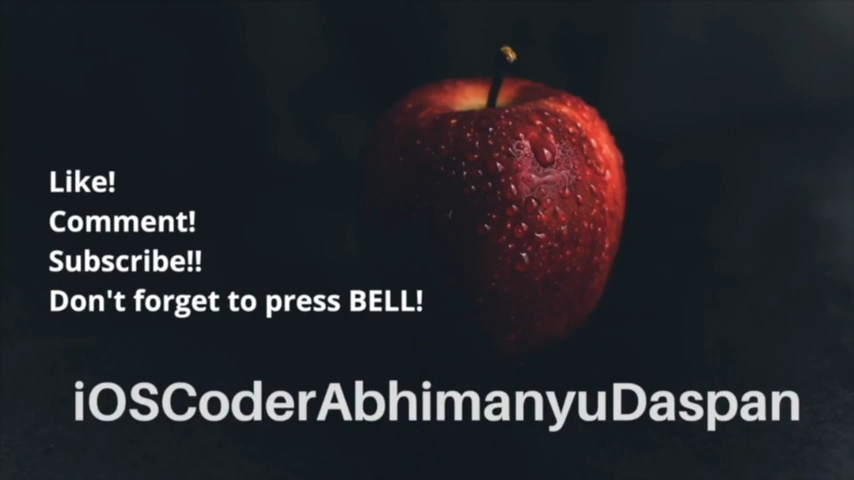 Like!
Comment!
Subscribe!!
Don't forget to press BELL!
iOSCoderAbhimanyuDaspan